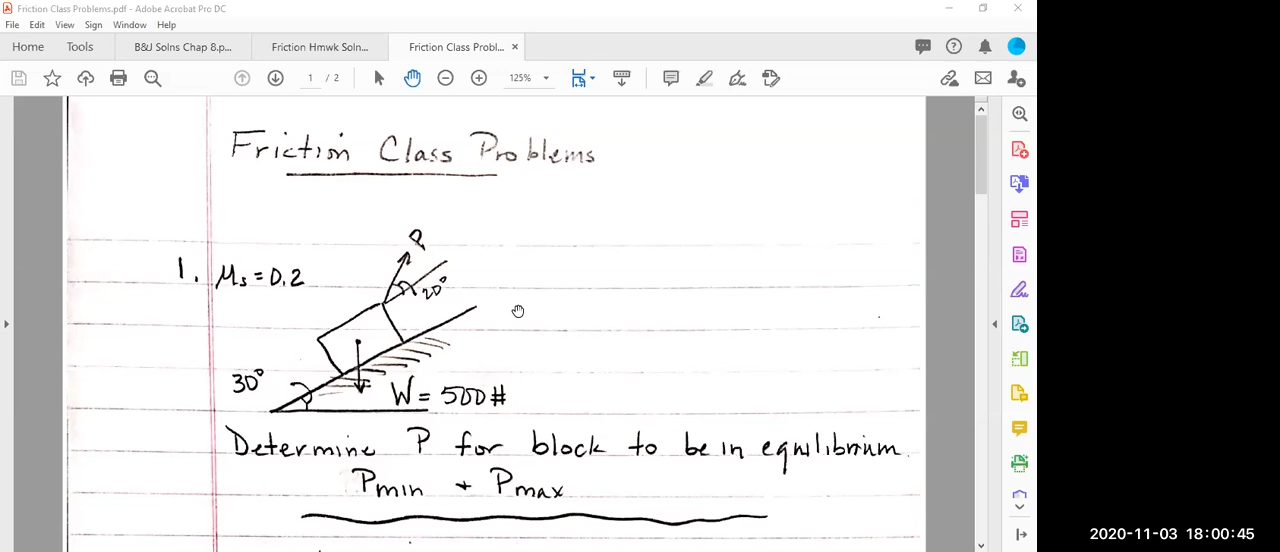 Friction Class Problems.pdf - Adobe Acrobat Pro DC
File Edit View Sign Window Help
Home Tools B&J Solns Chap 8.p... Friction Hmwk Soln... Friction Class Probl... ×
1 / 2 125%
Friction Class Problems
P
1. μs = 0.2
20°
30°
W = 500#
Determine P for block to be in equilibrium.
Pmin + Pmax
2020-11-03 18:00:45